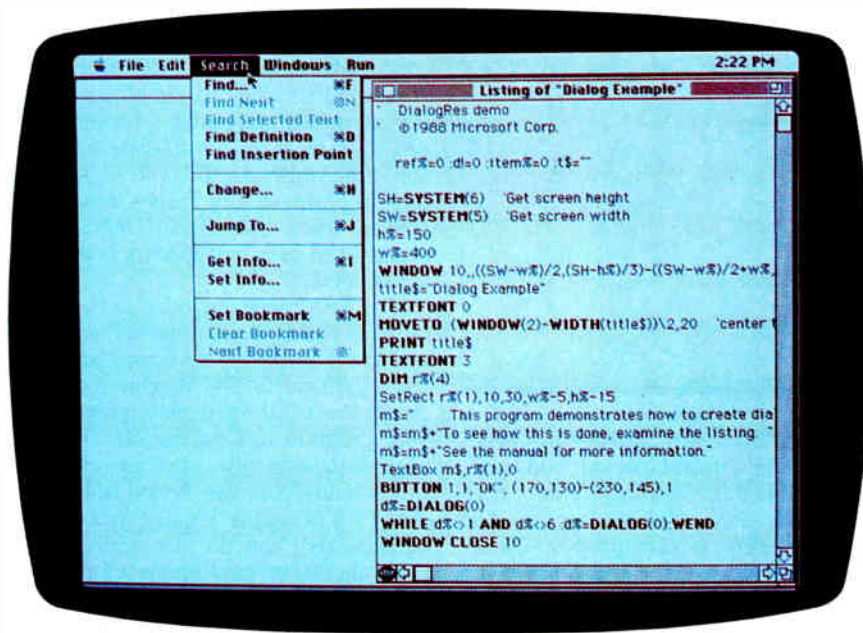 File Edit Search Windows Run 2:22 PM
Find... ⌘F
Find Next ⌘N
Find Selected Text
Find Definition ⌘D
Find Insertion Point
Change... ⌘H
Jump To... ⌘J
Get Info... ⌘I
Set Info...
Set Bookmark ⌘M
Clear Bookmark
Next Bookmark
Listing of "Dialog Example"
' DialogRes demo
' ©1988 Microsoft Corp.
ref%=0 :d!=0 :item%=0 :t$=""
SH=SYSTEM(6) 'Get screen height
SW=SYSTEM(5) 'Get screen width
h%=150
w%=400
WINDOW 10,,((SW-w%)/2,(SH-h%)/3)-((SW-w%)/2+w%,
title$="Dialog Example"
TEXTFONT 0
MOVETO (WINDOW(2)-WIDTH(title$))\2,20 'center t
PRINT title$
TEXTFONT 3
DIM r%(4)
SetRect r%(1),10,30,w%-5,h%-15
m$=" This program demonstrates how to create dia
m$=m$+"To see how this is done, examine the listing. "
m$=m$+"See the manual for more information."
TextBox m$,r%(1),0
BUTTON 1,1,"OK", (170,130)-(230,145),1
d%=DIALOG(0)
WHILE d%<>1 AND d%<>6 :d%=DIALOG(0):WEND
WINDOW CLOSE 10